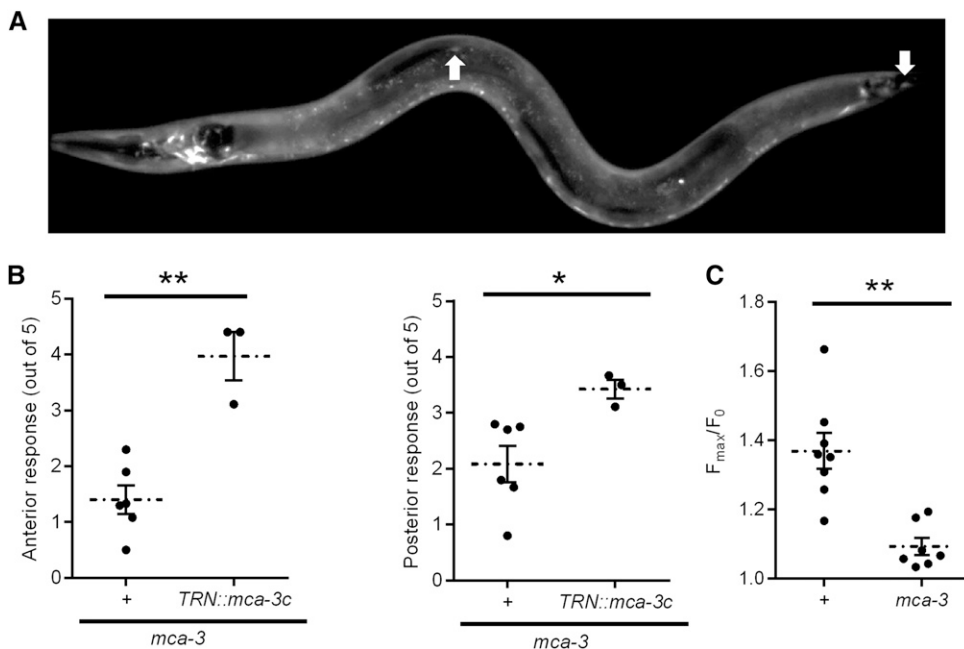 A
B
**
Anterior response (out of 5)
5
4
3
2
1
0
+
TRN::mca-3c
mca-3
*
Posterior response (out of 5)
5
4
3
2
1
0
+
TRN::mca-3c
mca-3
C
**
Fmax/F0
1.8
1.6
1.4
1.2
1.0
+
mca-3